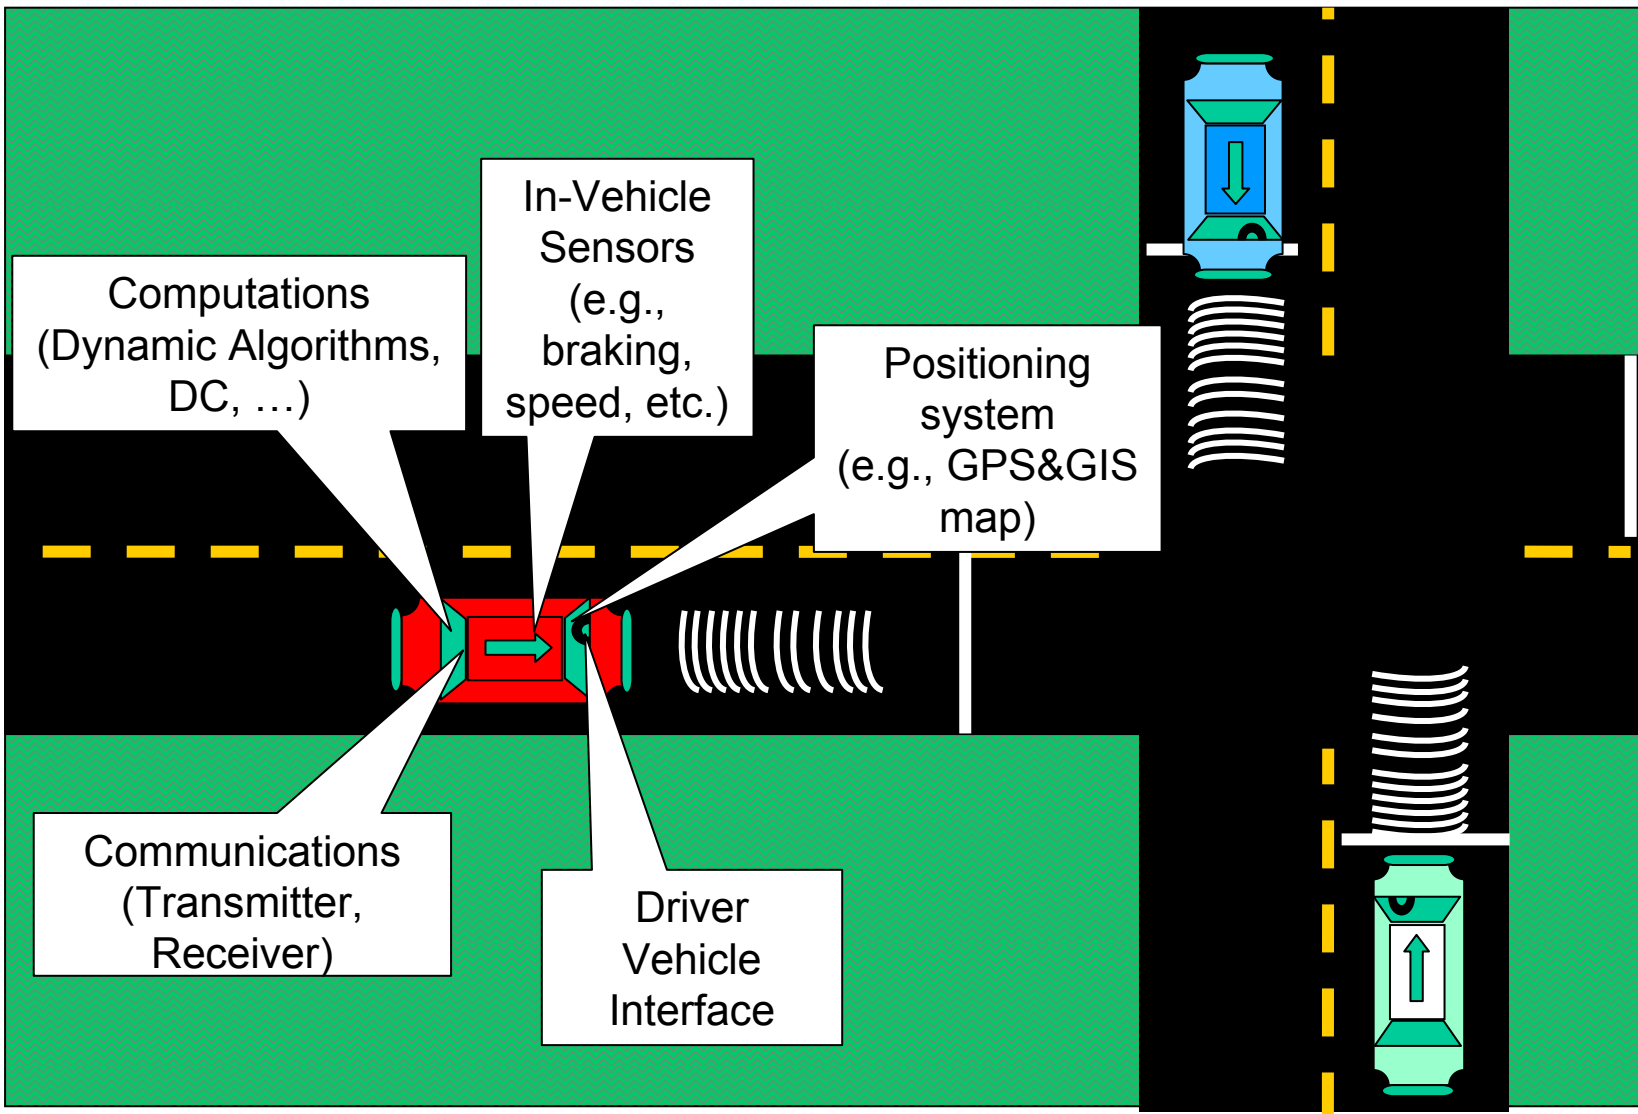 In-Vehicle
Sensors
(e.g.,
braking,
speed, etc.)
Computations
(Dynamic Algorithms,
DC, …)
Positioning
system
(e.g., GPS&GIS
map)
Communications
(Transmitter,
Receiver)
Driver
Vehicle
Interface